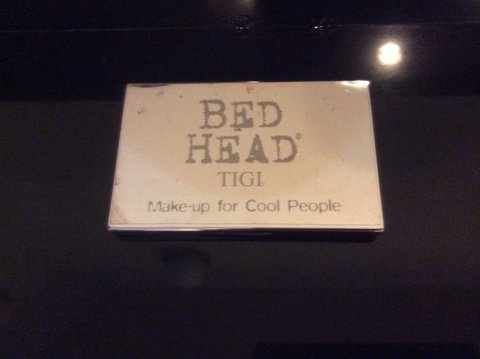 BED
HEAD®
TIGI
Make-up for Cool People